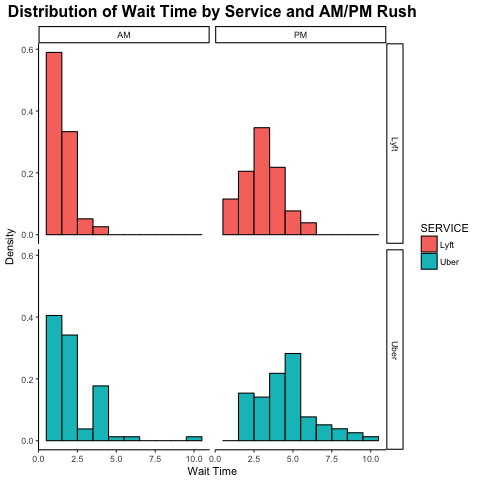 Distribution of Wait Time by Service and AM/PM Rush
AM
PM
0.6
0.4
0.2
0.0
Lyft
Density
SERVICE
Lyft
Uber
0.6
0.4
0.2
0.0
Uber
0.0
2.5
5.0
7.5
10.0
0.0
2.5
5.0
7.5
10.0
Wait Time